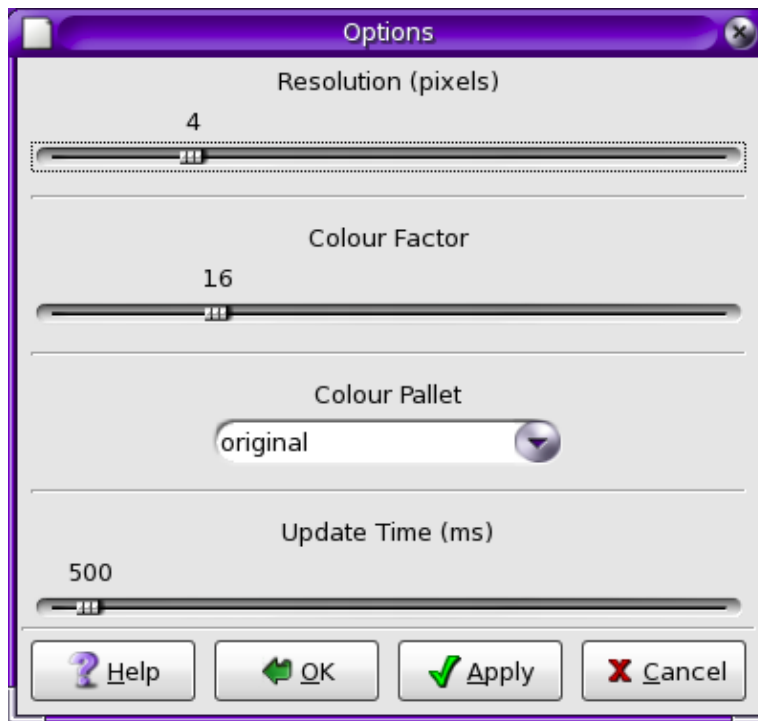 Options
Resolution (pixels)
4
Colour Factor
16
Colour Pallet
original
Update Time (ms)
500
Help OK Apply Cancel